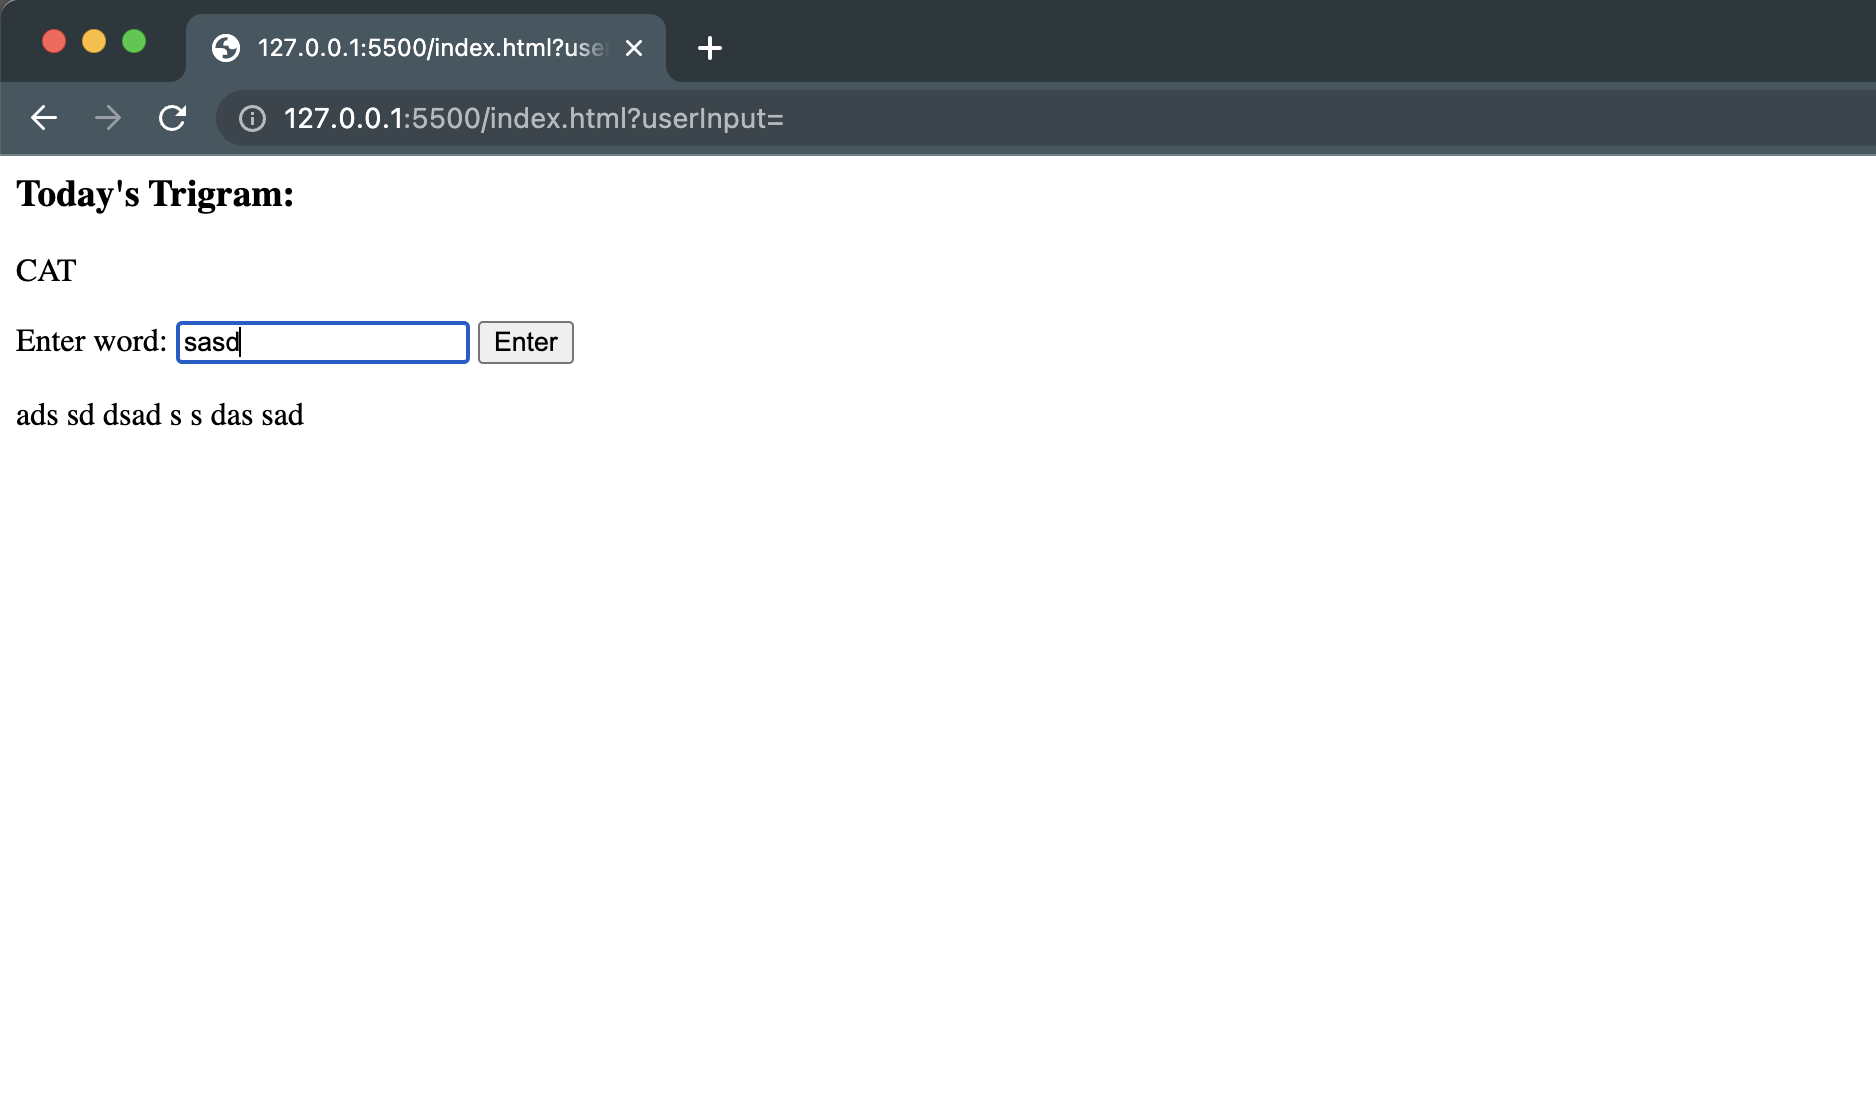 127.0.0.1:5500/index.html?use
127.0.0.1:5500/index.html?userInput=
Today's Trigram:
CAT
Enter word: sasd Enter
ads sd dsad s s das sad